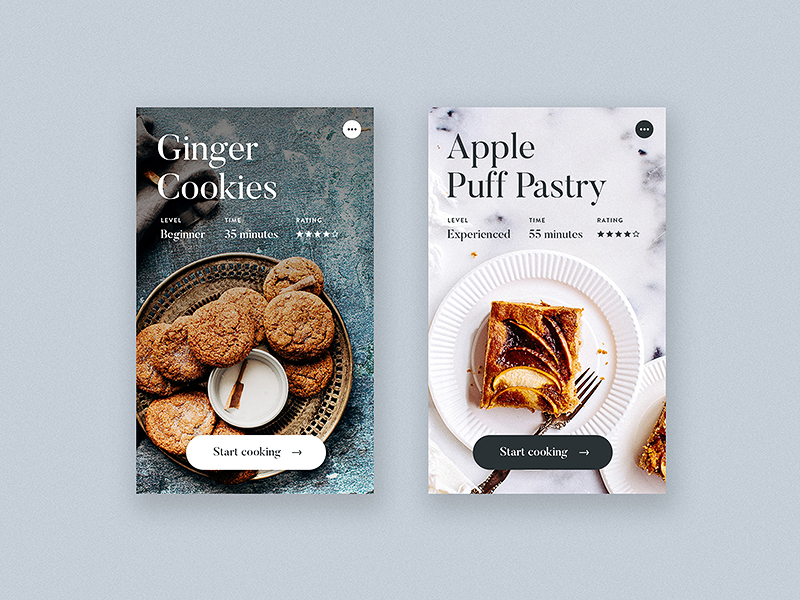 Ginger
Cookies
LEVEL TIME RATING
Beginner 35 minutes ★★★★☆
Start cooking →
Apple
Puff Pastry
LEVEL TIME RATING
Experienced 55 minutes ★★★★☆
Start cooking →